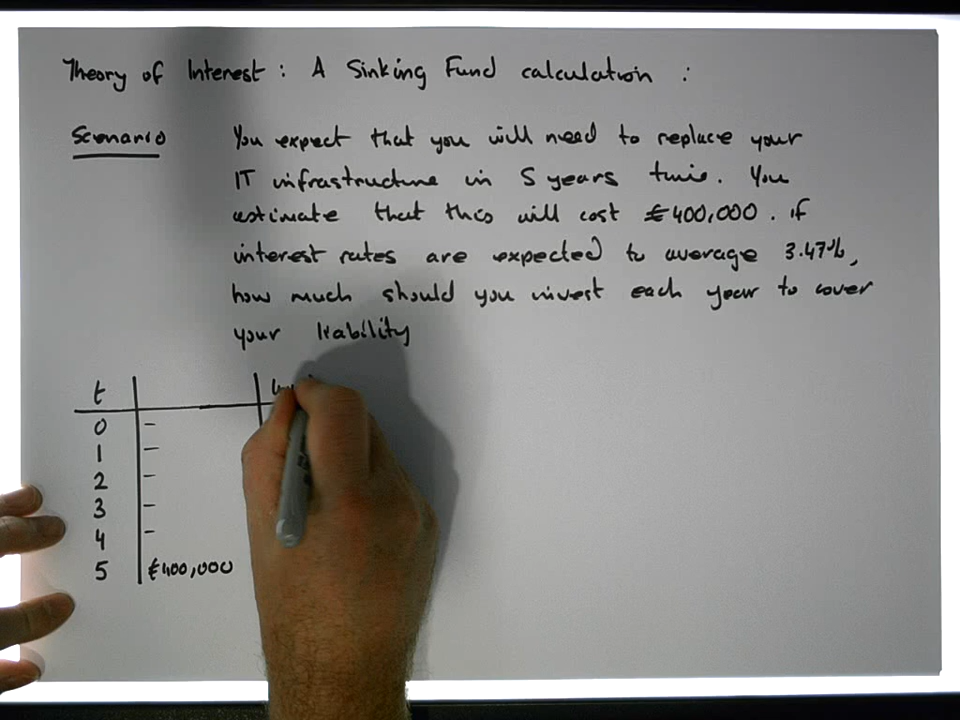 Theory of Interest : A Sinking Fund calculation :
Scenario You expect that you will need to replace your
IT infrastructure in 5 years time. You
estimate that this will cost €400,000. If
interest rates are expected to average 3.47%,
how much should you invest each year to cover
your liability
t
0 -
1 -
2 -
3 -
4 -
5 €400,000